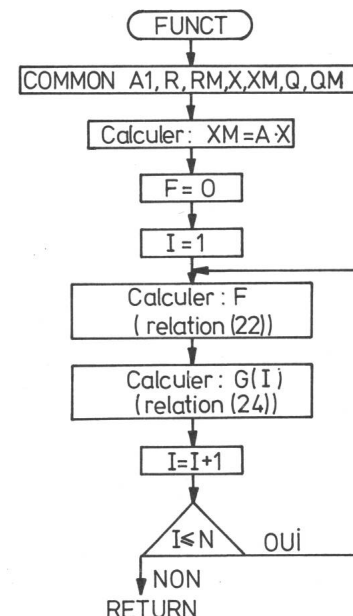 FUNCT
COMMON A1, R, RM,X,XM,Q,QM
Calculer: XM=A·X
F= O
I=1
Calculer: F
( relation (22))
Calculer: G(I)
(relation (24))
I=I+1
I≤N
OUi
NON
RETURN